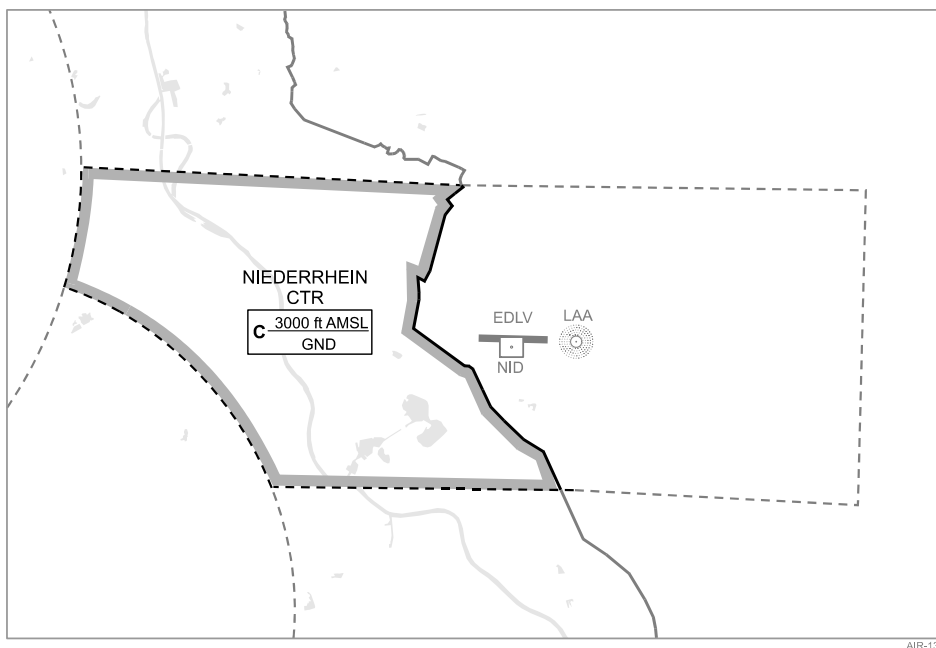 NIEDERRHEIN
CTR
C 3000 ft AMSL
GND
EDLV
LAA
NID